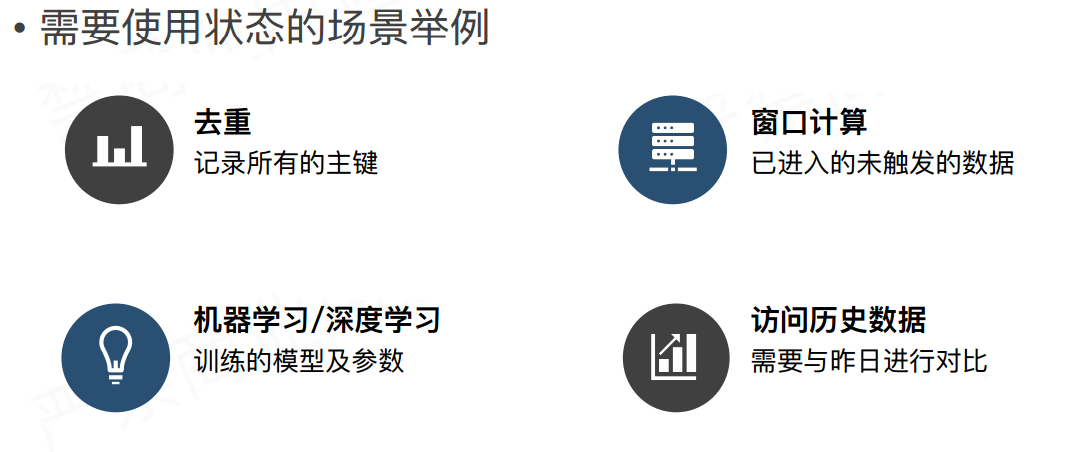 • 需要使用状态的场景举例
去重
记录所有的主键
窗口计算
已进入的未触发的数据
机器学习/深度学习
训练的模型及参数
访问历史数据
需要与昨日进行对比